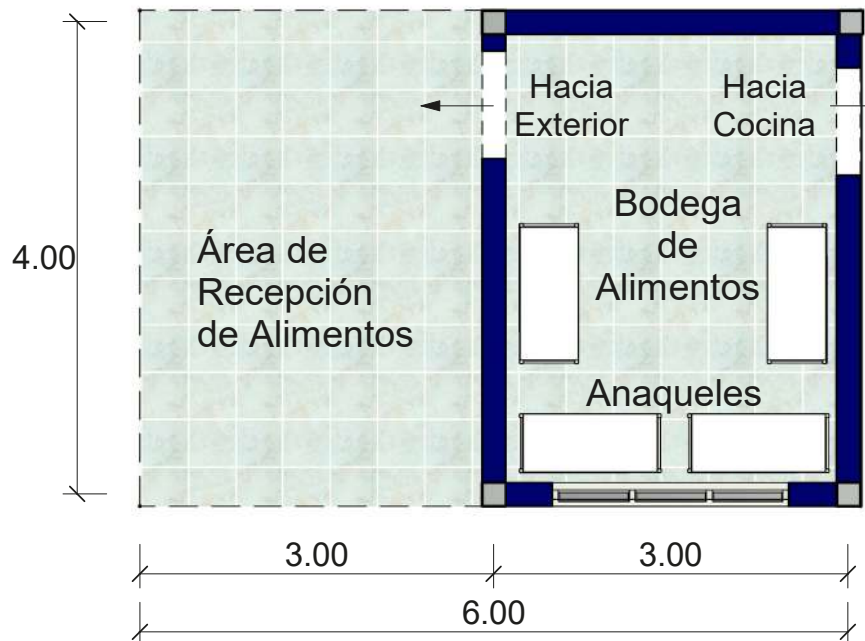 Hacia
Exterior
Hacia
Cocina
Bodega
de
Alimentos
4.00
Área de
Recepción
de Alimentos
Anaqueles
3.00
3.00
6.00